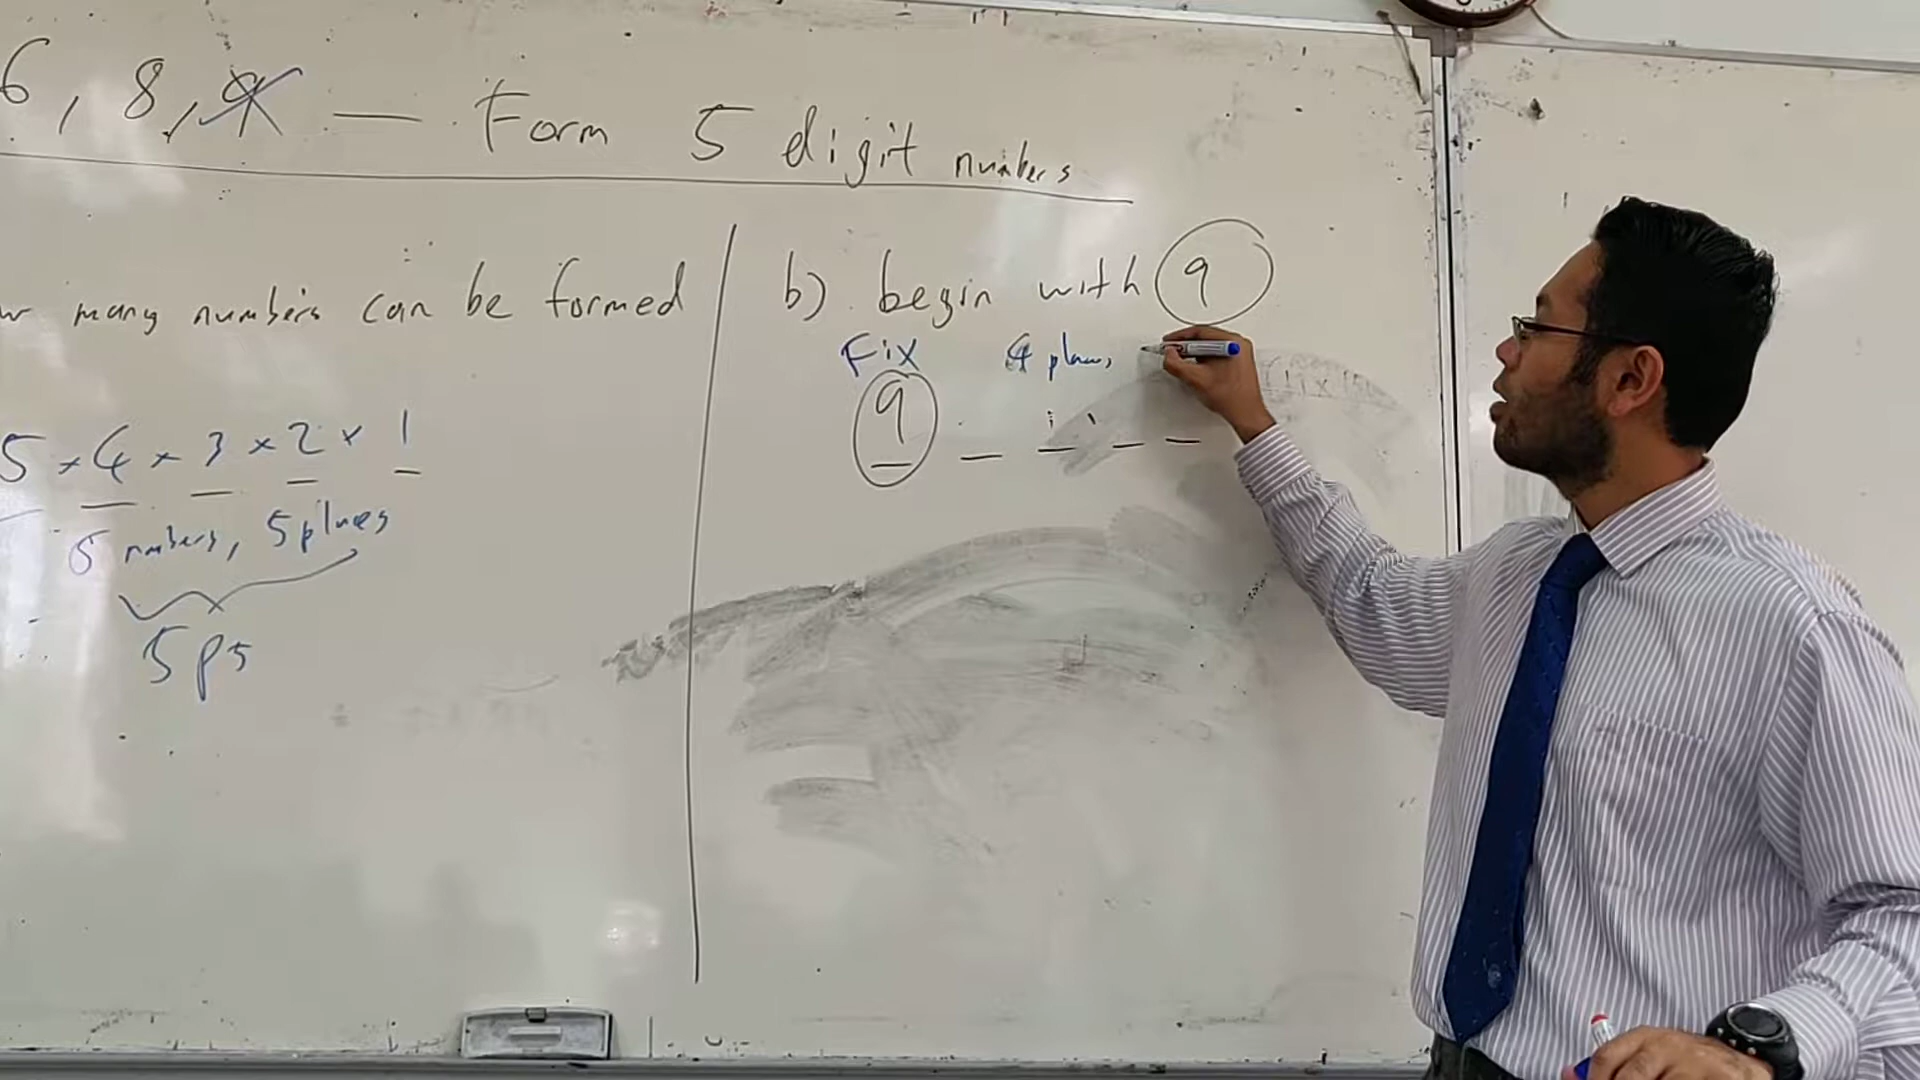 6, 8, 9 — Form 5 digit numbers
many numbers can be formed
5 × 4 × 3 × 2 × 1
5 numbers, 5 places
5P5
b) begin with 9
Fix 4 places,
9 _ _ _ _